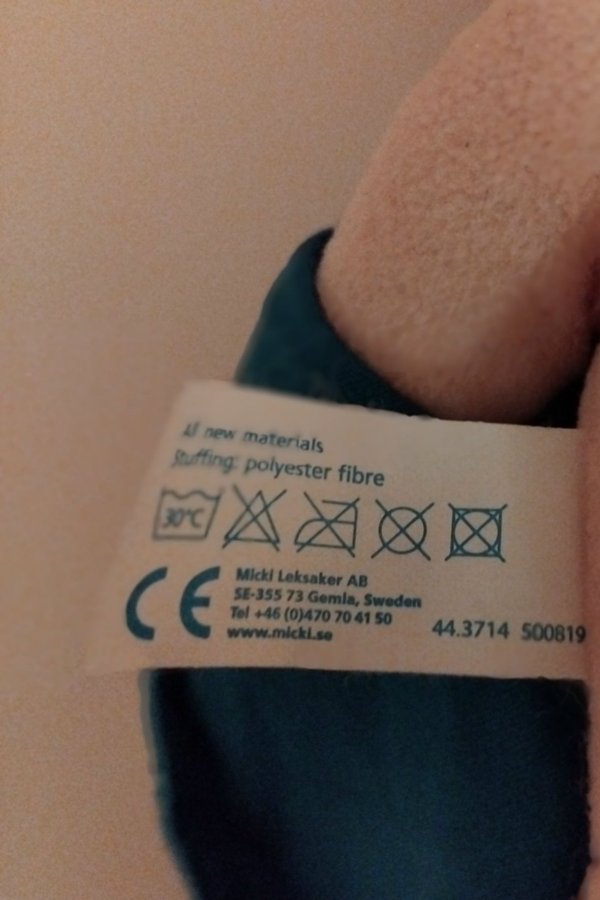 All new materials
Stuffing: polyester fibre
30°C
CE
Micki Leksaker AB
SE-355 73 Gemla, Sweden
Tel +46 (0)470 70 41 50
www.micki.se
44.3714 500819